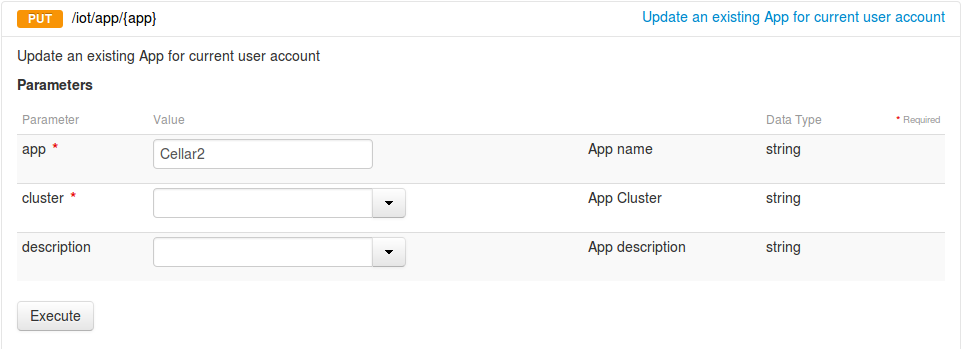 PUT /iot/app/{app} Update an existing App for current user account
Update an existing App for current user account
Parameters
Parameter Value Data Type * Required
app * Cellar2 App name string
cluster * App Cluster string
description App description string
Execute